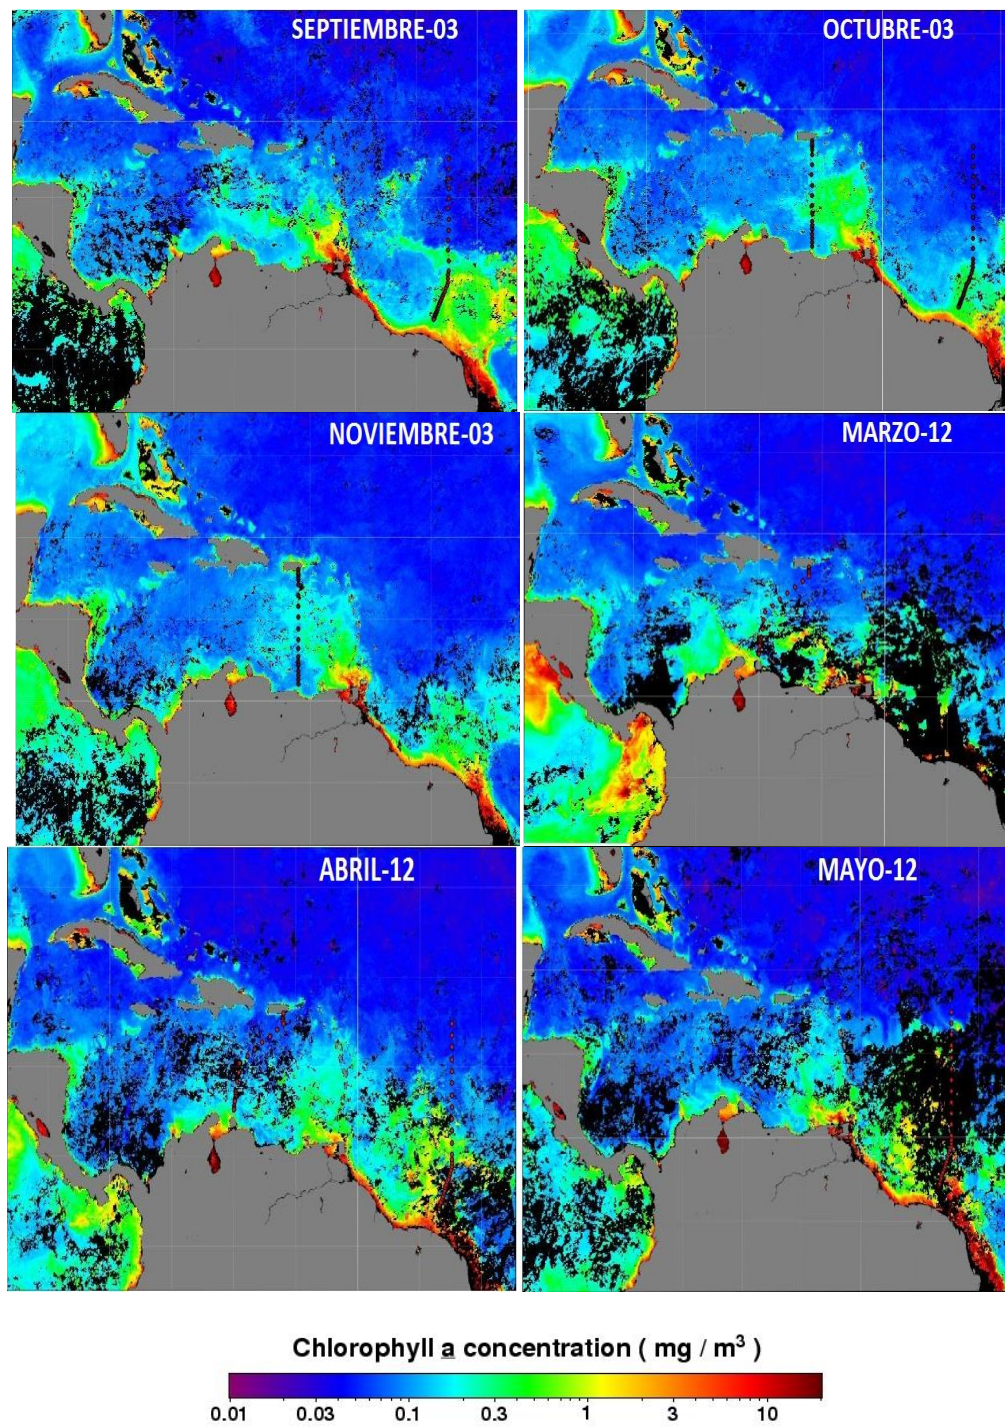 SEPTIEMBRE-03
OCTUBRE-03
NOVIEMBRE-03
MARZO-12
ABRIL-12
MAYO-12
Chlorophyll a concentration ( mg / m³ )
0.01 0.03 0.1 0.3 1 3 10